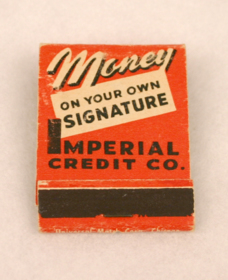 Money
ON YOUR OWN
SIGNATURE
IMPERIAL
CREDIT CO.